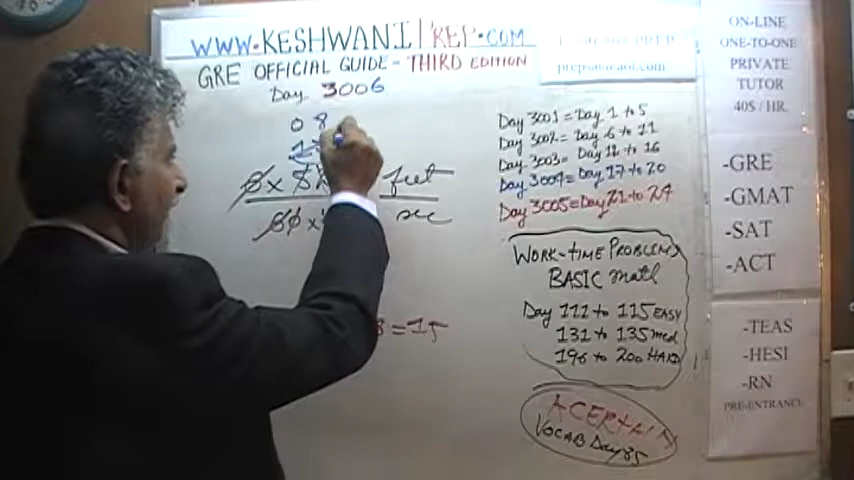 WWW.KESHWANI PREP.COM
GRE OFFICIAL GUIDE - THIRD EDITION
Day 3006
0 8
feet
sec
= 15
Day 3001 = Day 1 to 5
Day 3002 = Day 6 to 11
Day 3003 = Day 12 to 16
Day 3004 = Day 17 to 20
Day 3005 = Day 21 to 24
WORK-TIME PROBLEMS
BASIC math
Day 111 to 115 EASY
131 to 135 med
196 to 200 HARD
ACERTAIN
VOCAB Day 85
ON-LINE
ONE-TO-ONE
PRIVATE
TUTOR
40$ / HR.
-GRE
-GMAT
-SAT
-ACT
-TEAS
-HESI
-RN
PRE-ENTRANCE